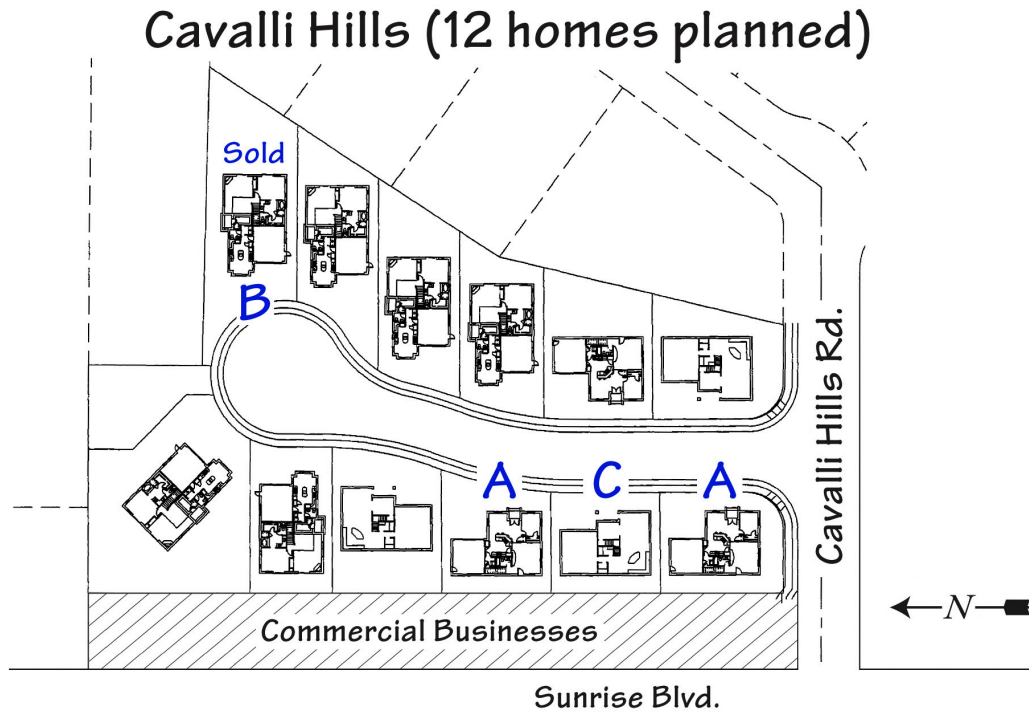 Cavalli Hills (12 homes planned)
Sold
B
Cavalli Hills Rd.
A C A
N
Commercial Businesses
Sunrise Blvd.